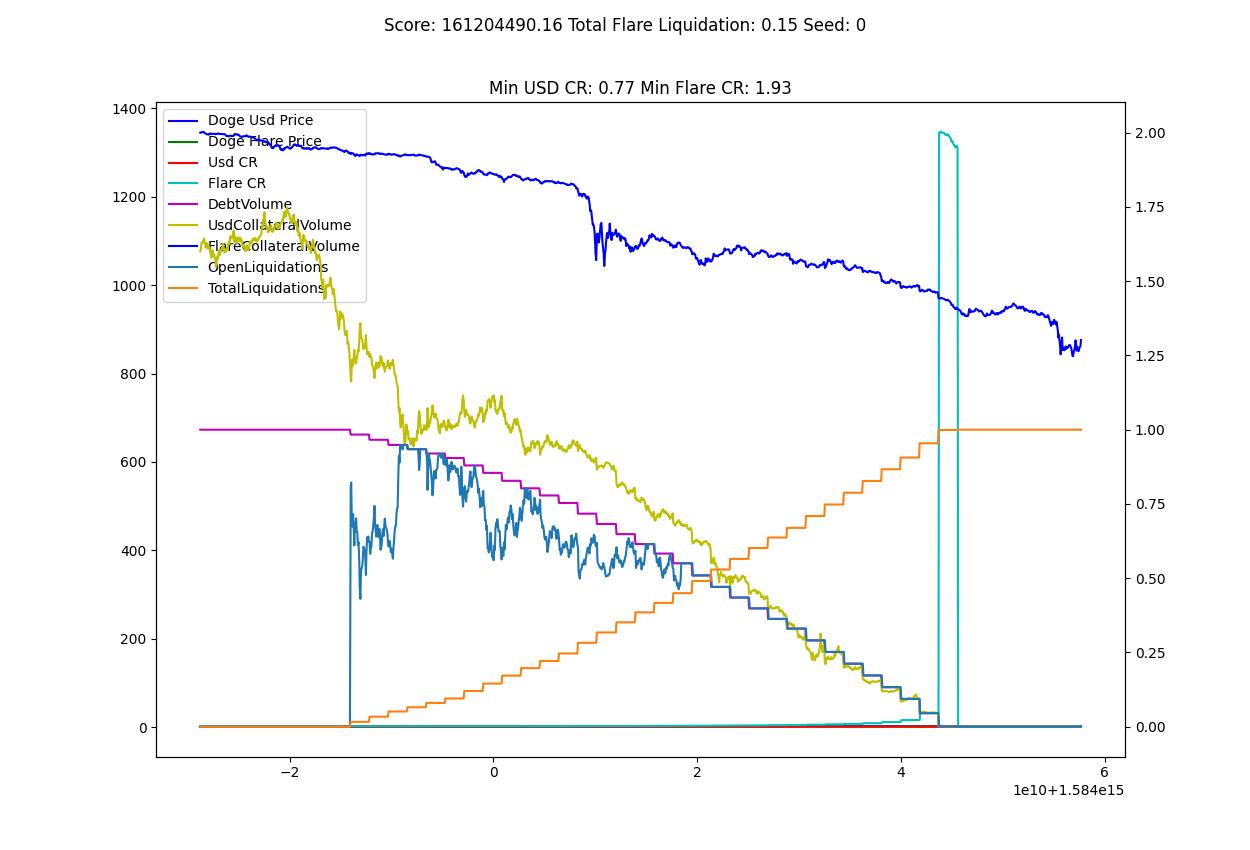 Score: 161204490.16 Total Flare Liquidation: 0.15 Seed: 0
Min USD CR: 0.77 Min Flare CR: 1.93
1400
1200
1000
800
600
400
200
0
Doge Usd Price
Doge Flare Price
Usd CR
Flare CR
DebtVolume
UsdCollateralVolume
FlareCollateralVolume
OpenLiquidations
TotalLiquidations
2.00
1.75
1.50
1.25
1.00
0.75
0.50
0.25
0.00
−2 0 2 4 6
1e10+1.584e15